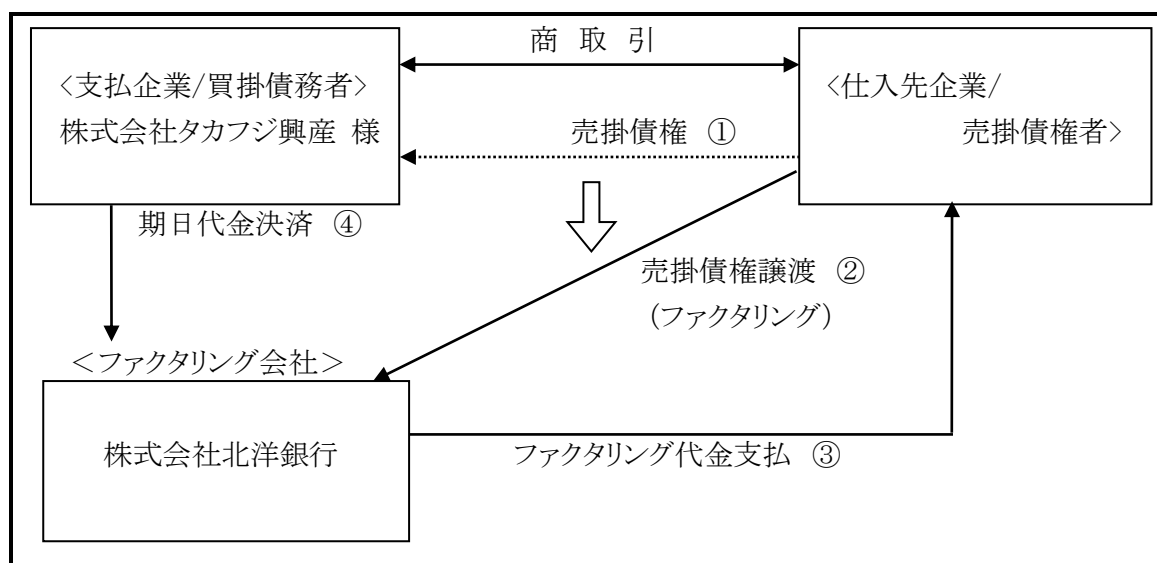 商 取 引
<支払企業/買掛債務者>
株式会社タカフジ興産 様
<仕入先企業/
売掛債権者>
売掛債権 ①
期日代金決済 ④
売掛債権譲渡 ②
(ファクタリング)
<ファクタリング会社>
株式会社北洋銀行
ファクタリング代金支払 ③